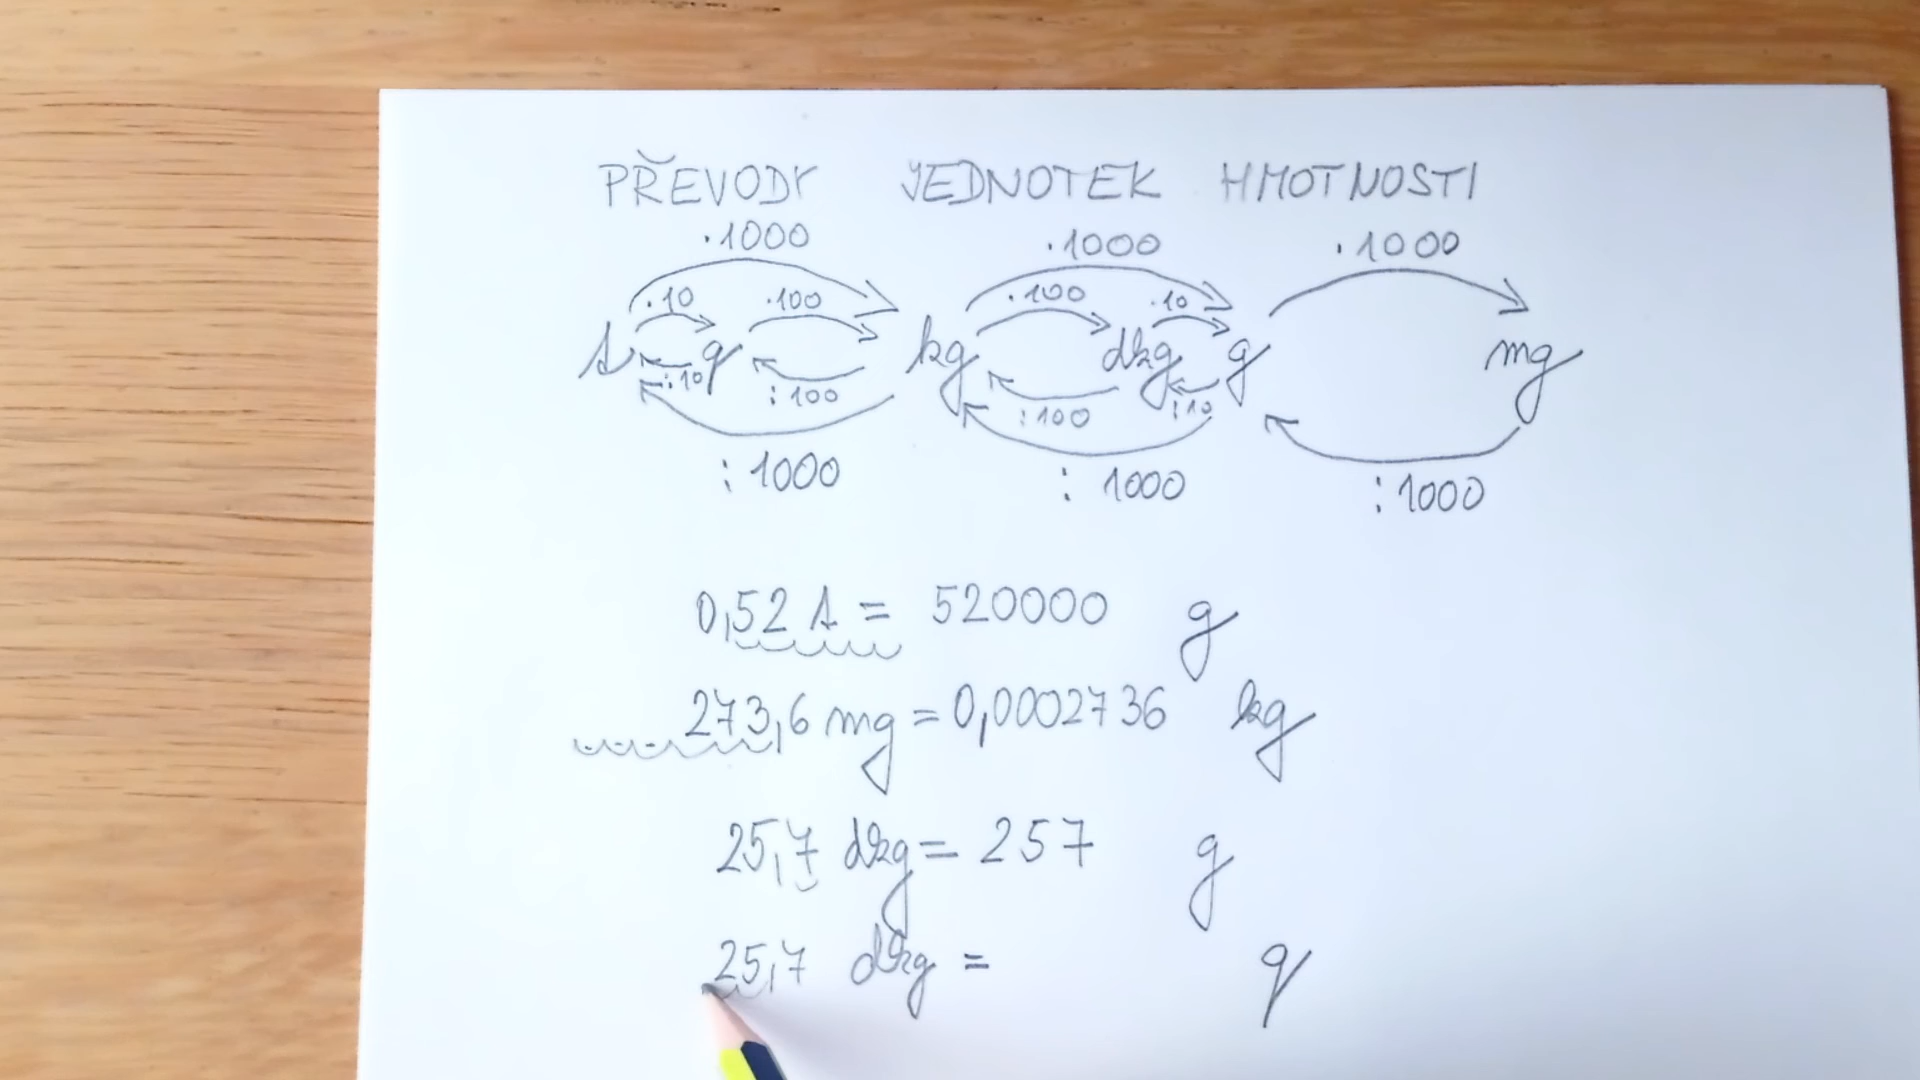 PŘEVODY JEDNOTEK HMOTNOSTI
.1000 .1000 .1000
.10 .100 .100 .10
t q kg dkg g mg
:10 :100 :100 :10
:1000 :1000 :1000
0,52 t = 520000 g
273,6 mg = 0,0002736 kg
25,7 dkg = 257 g
25,7 dkg = q